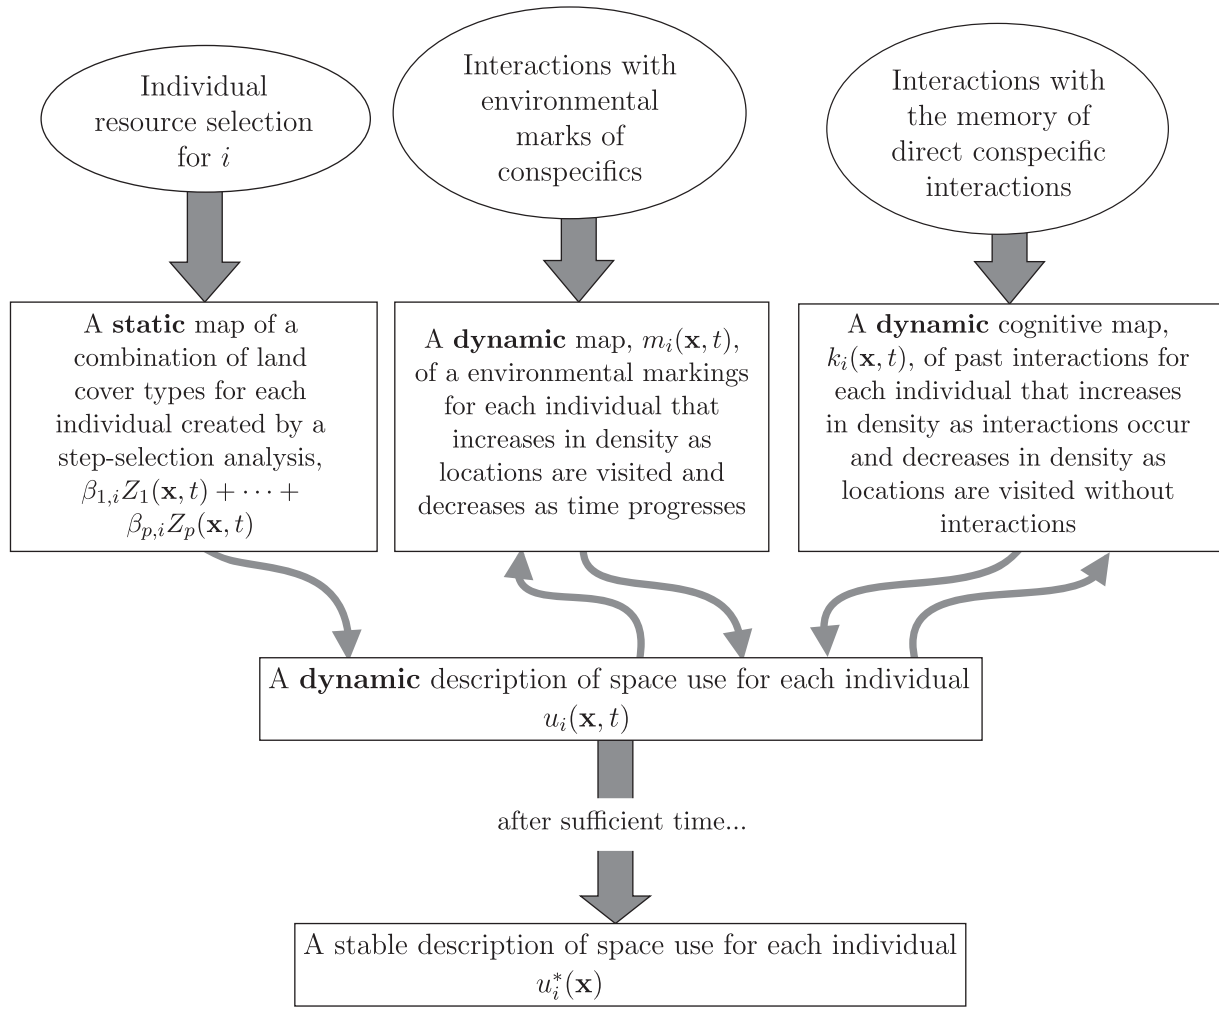 Individual
resource selection
for i
Interactions with
environmental
marks of
conspecifics
Interactions with
the memory of
direct conspecific
interactions
A static map of a
combination of land
cover types for each
individual created by a
step-selection analysis,
β₁,ᵢZ₁(x, t) + ⋯ +
βₚ,ᵢZₚ(x, t)
A dynamic map, mᵢ(x, t),
of a environmental markings
for each individual that
increases in density as
locations are visited and
decreases as time progresses
A dynamic cognitive map,
kᵢ(x, t), of past interactions for
each individual that increases
in density as interactions occur
and decreases in density as
locations are visited without
interactions
A dynamic description of space use for each individual
uᵢ(x, t)
after sufficient time...
A stable description of space use for each individual
uᵢ*(x)